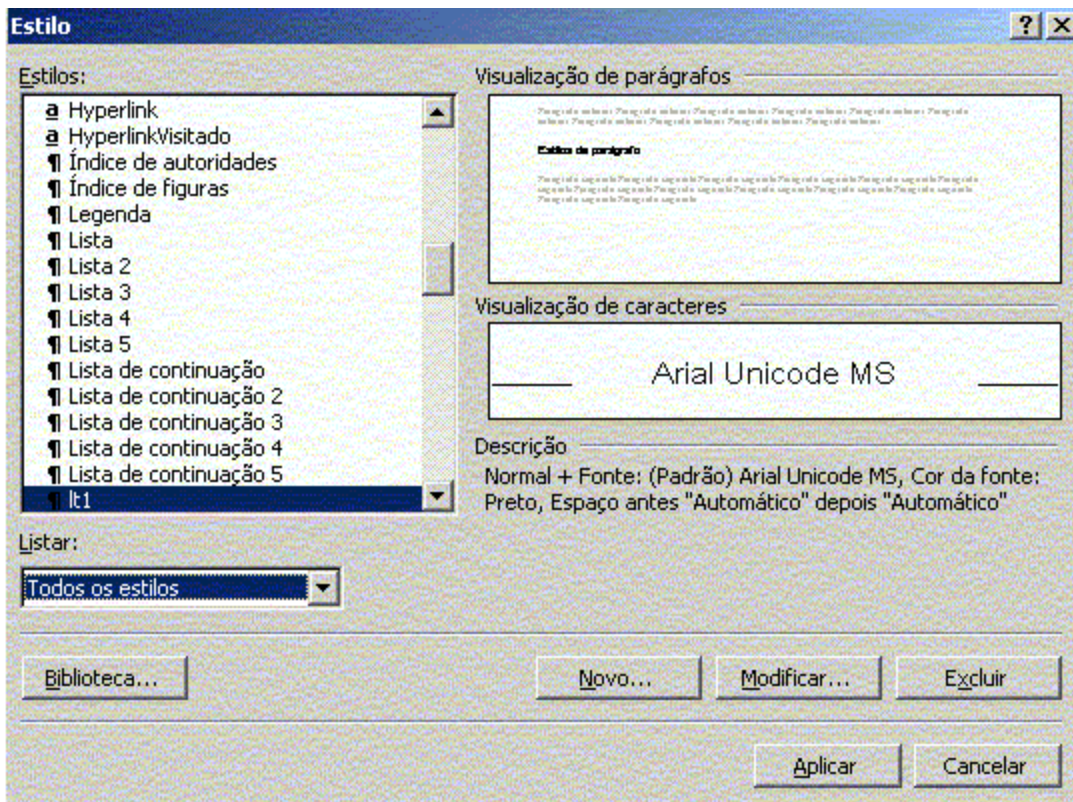 Estilo
Estilos:
a Hyperlink
a HyperlinkVisitado
¶ Índice de autoridades
¶ Índice de figuras
¶ Legenda
¶ Lista
¶ Lista 2
¶ Lista 3
¶ Lista 4
¶ Lista 5
¶ Lista de continuação
¶ Lista de continuação 2
¶ Lista de continuação 3
¶ Lista de continuação 4
¶ Lista de continuação 5
¶ lt1
Listar:
Todos os estilos
Visualização de parágrafos
Estilos de parágrafo
Visualização de caracteres
Arial Unicode MS
Descrição
Normal + Fonte: (Padrão) Arial Unicode MS, Cor da fonte:
Preto, Espaço antes "Automático" depois "Automático"
Biblioteca...
Novo...
Modificar...
Excluir
Aplicar
Cancelar